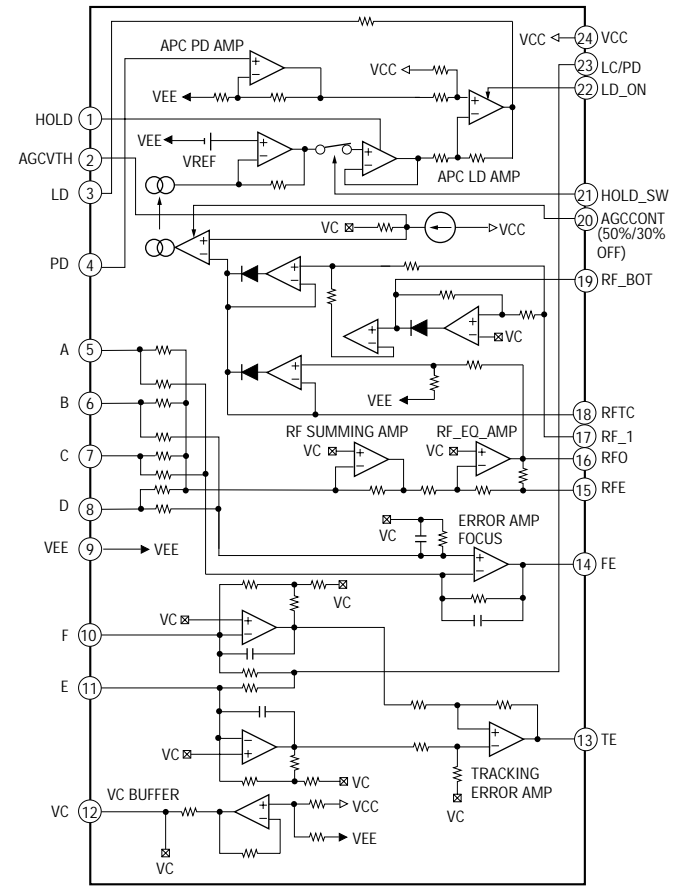 VCC
24
VCC
APC PD AMP
+
−
VCC
23
LC/PD
22
LD_ON
VEE
+
−
HOLD
1
VEE
VREF
+
−
+
−
APC LD AMP
AGCVTH
2
LD
3
21
HOLD_SW
VC
VCC
20
AGCCONT
(50%/30%
OFF)
+
−
PD
4
+
−
19
RF_BOT
+
−
+
−
VC
A
5
+
−
VEE
B
6
18
RFTC
RF SUMMING AMP
RF_EQ_AMP
17
RF_1
C
7
VC
+
−
VC
+
−
16
RFO
15
RFE
D
8
VC
ERROR AMP
FOCUS
VEE
9
VEE
+
−
14
FE
VC
VC
+
−
F
10
E
11
VC
−
+
+
−
13
TE
VC
TRACKING
ERROR AMP
VC
VC
12
VC BUFFER
+
−
VCC
VEE
VC